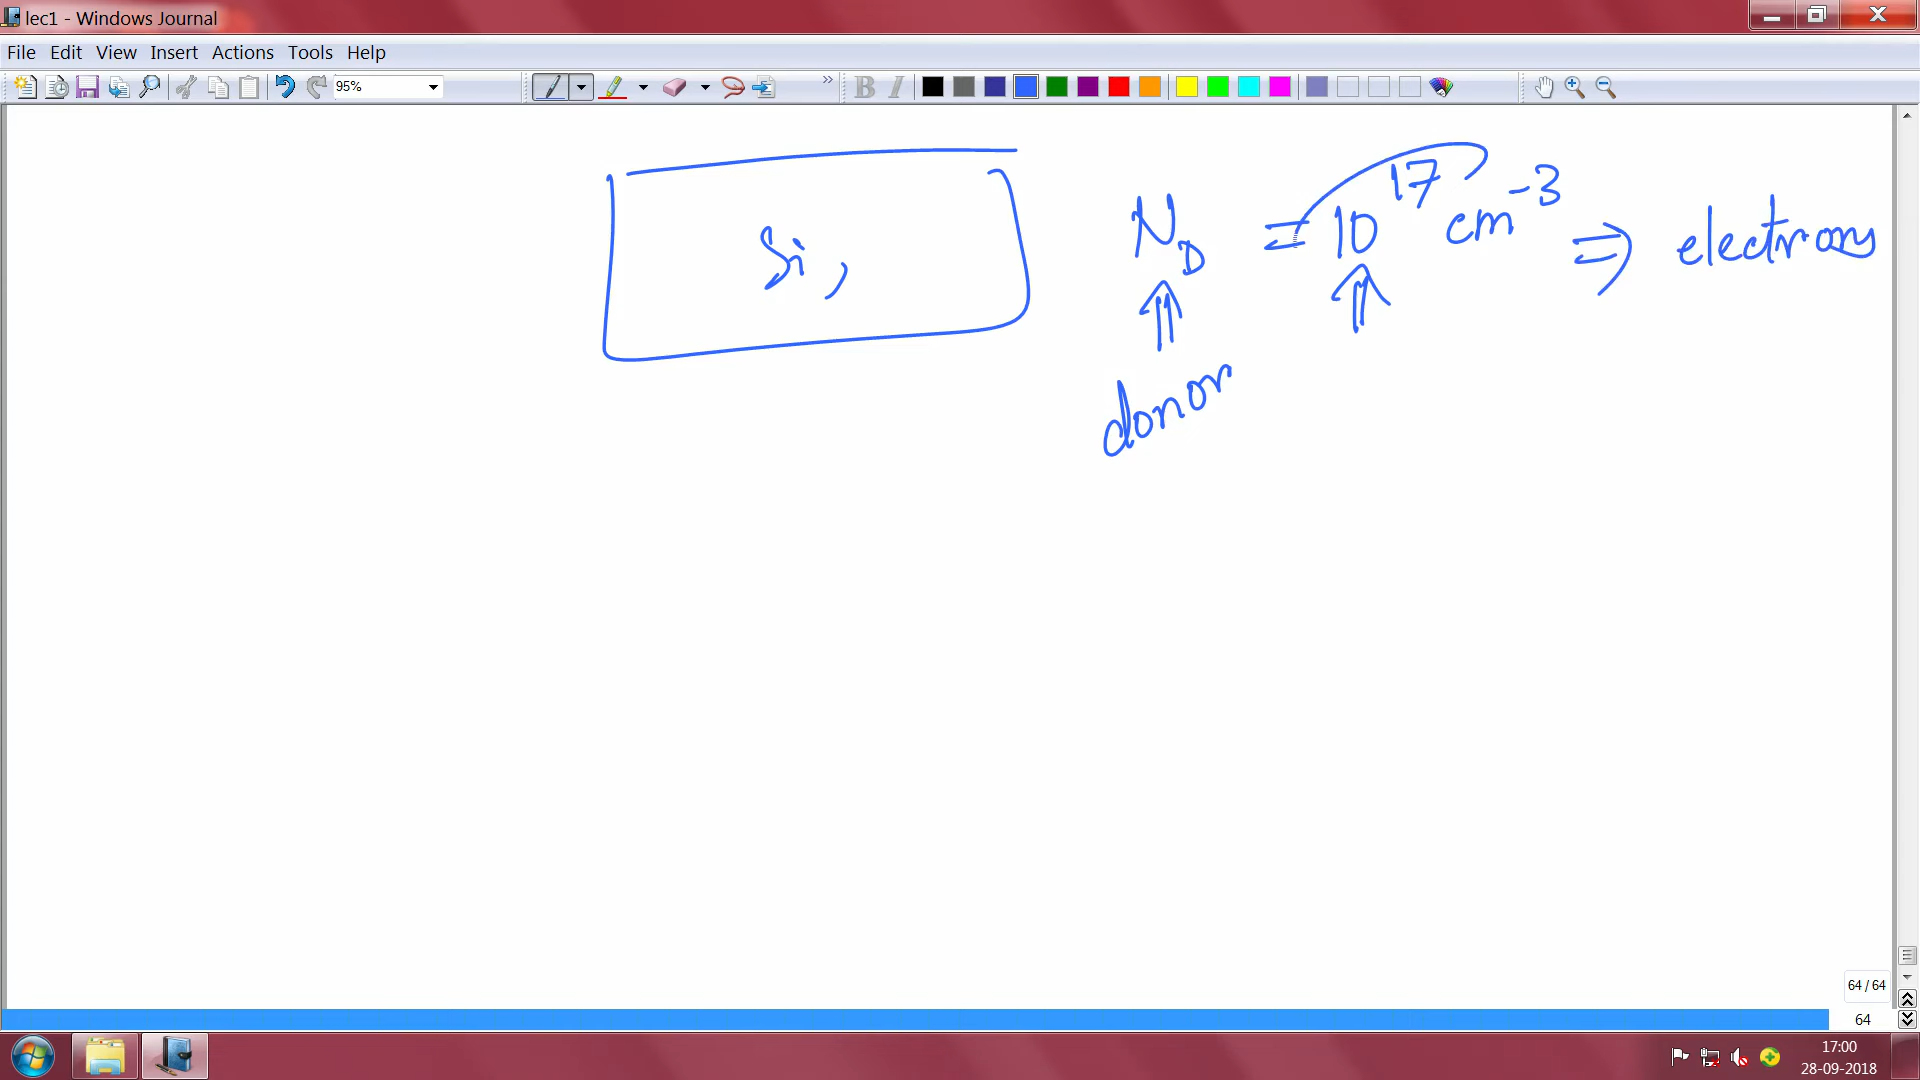 lec1 - Windows Journal
File Edit View Insert Actions Tools Help
95%
Si, N_D = 10^17 cm^-3 ⇒ electrons
donor
64 / 64
64
17:00
28-09-2018